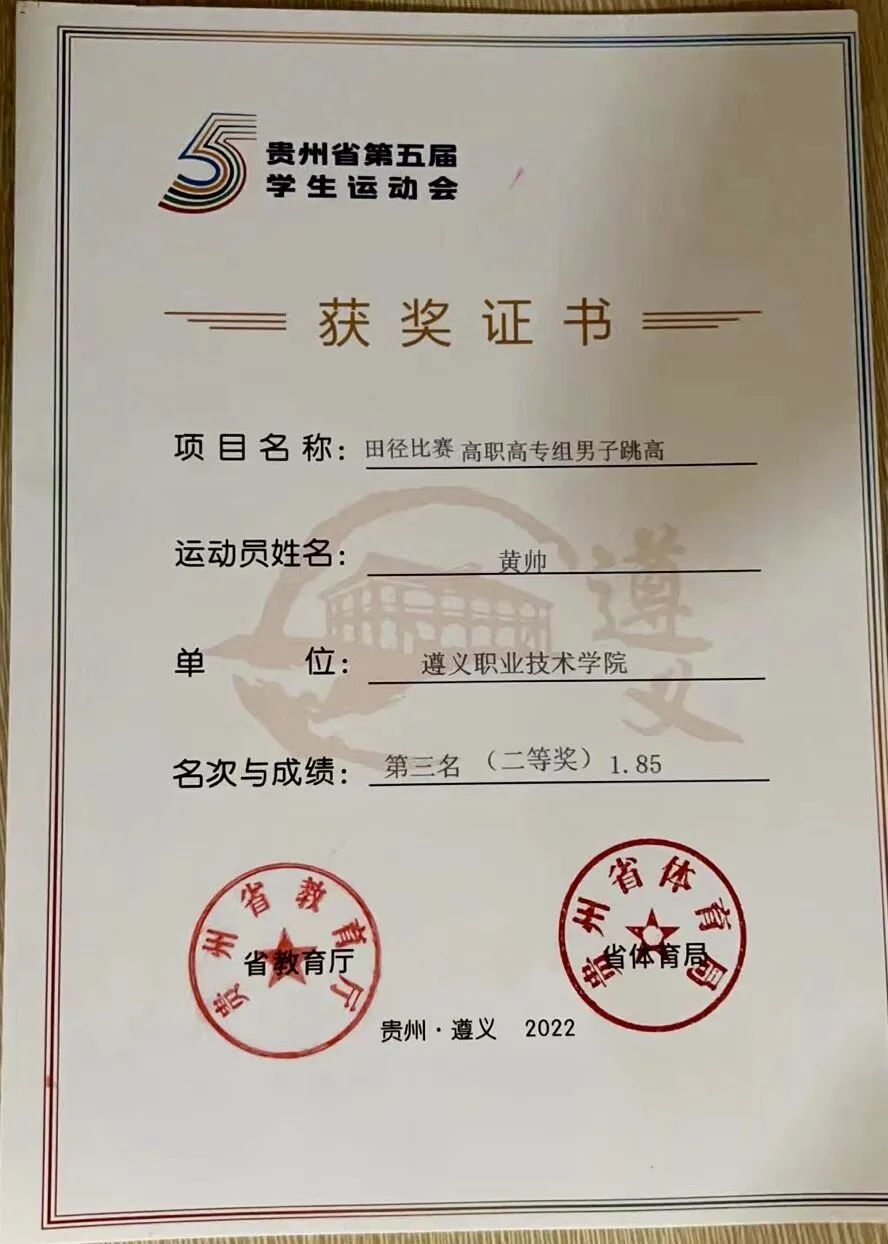 5
贵州省第五届
学生运动会
获奖证书
项目名称：田径比赛 高职高专组男子跳高
运动员姓名：黄帅
单位：遵义职业技术学院
名次与成绩：第三名（二等奖）1.85
遵义
贵州省教育厅
省教育厅
贵州省体育局
省体育局
贵州·遵义 2022